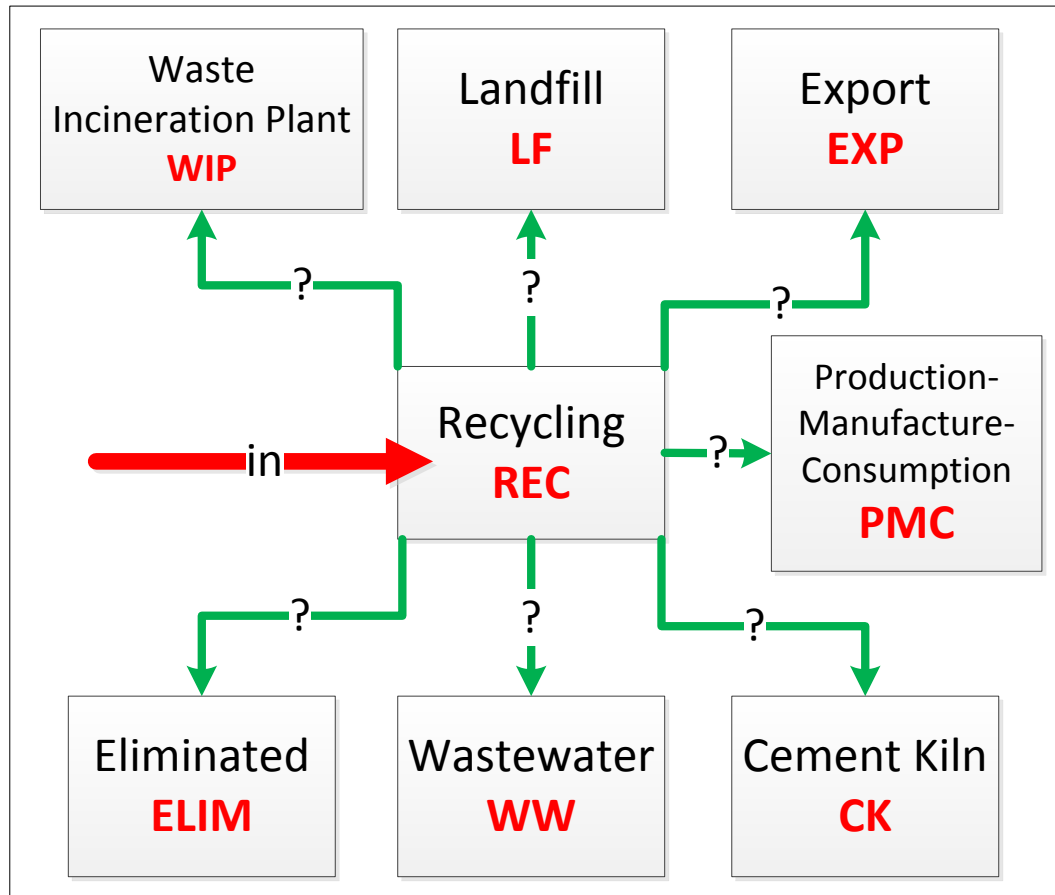 Waste
Incineration Plant
WIP
Landfill
LF
Export
EXP
?
?
?
Recycling
REC
in
?
Production-
Manufacture-
Consumption
PMC
?
?
?
Eliminated
ELIM
Wastewater
WW
Cement Kiln
CK